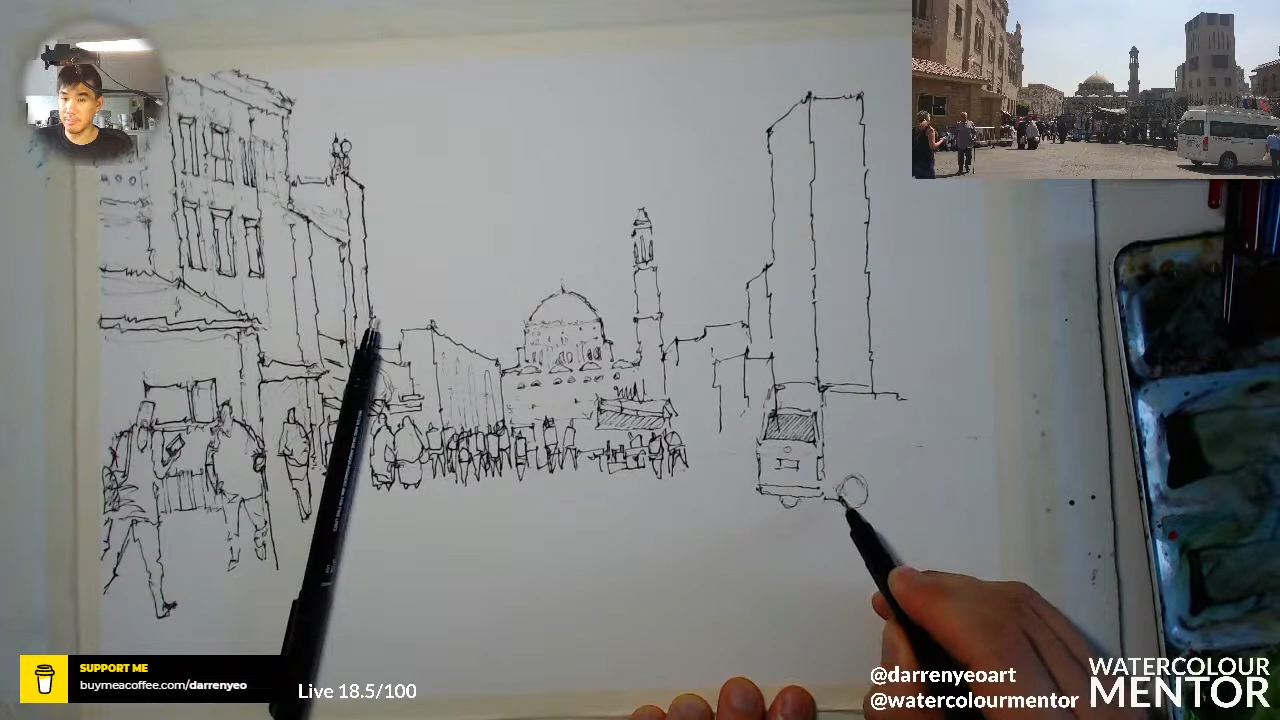 SUPPORT ME
buymeacoffee.com/darrenyeo
Live 18.5/100
@darrenyeoart
@watercolourmentor
WATERCOLOUR
MENTOR